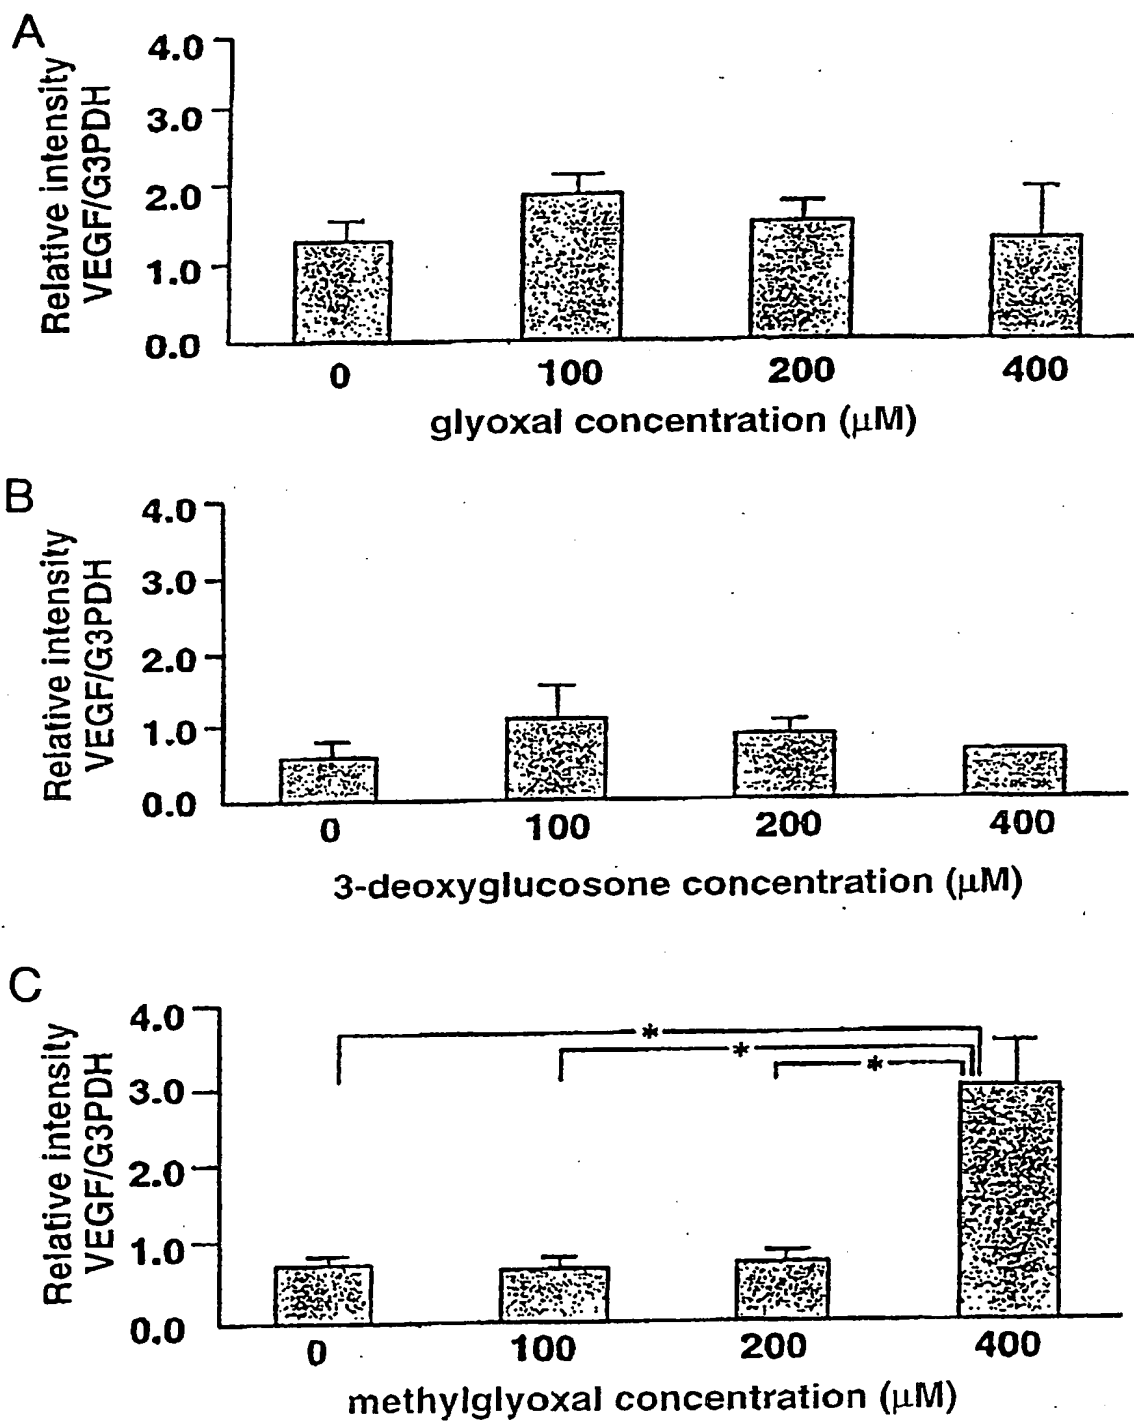 A
Relative intensity
VEGF/G3PDH
4.0
3.0
2.0
1.0
0.0
0 100 200 400
glyoxal concentration (μM)
B
Relative intensity
VEGF/G3PDH
4.0
3.0
2.0
1.0
0.0
0 100 200 400
3-deoxyglucosone concentration (μM)
C
Relative intensity
VEGF/G3PDH
4.0
3.0
2.0
1.0
0.0
*
*
*
0 100 200 400
methylglyoxal concentration (μM)